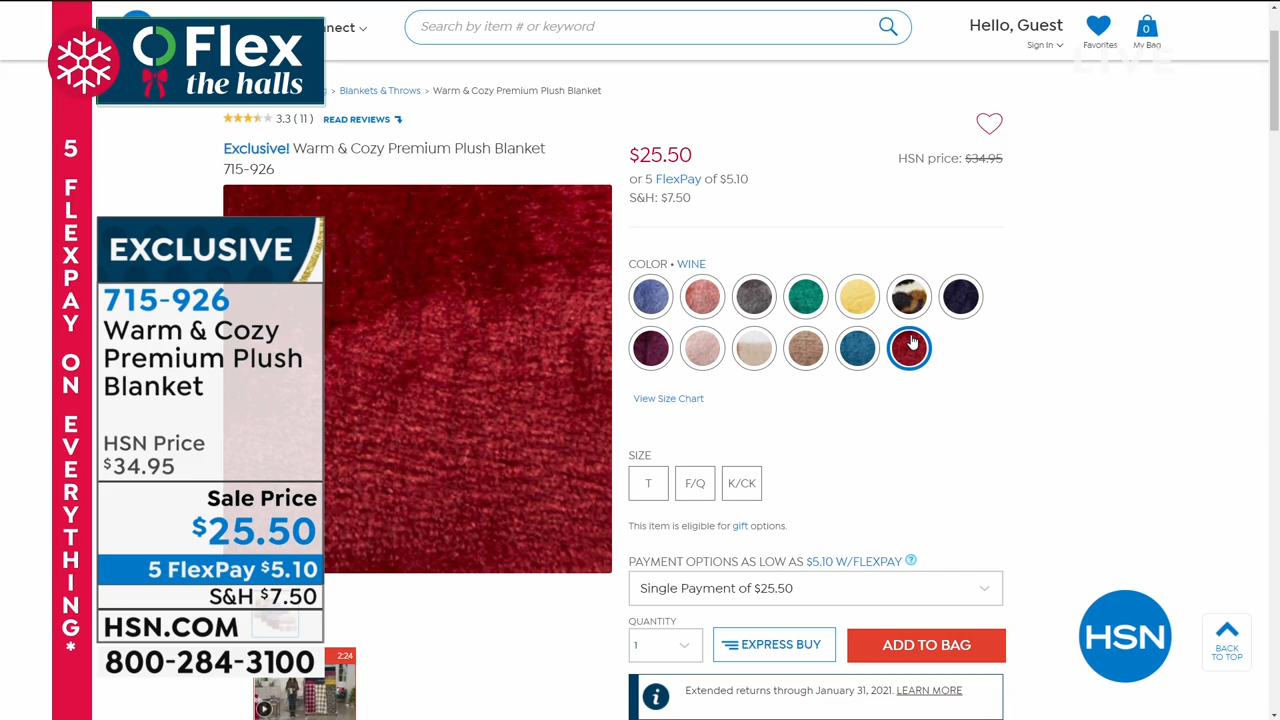 Flex
the halls
5 FLEXPAY ON EVERYTHING*
nnect
Search by item # or keyword
Hello, Guest
Sign In
Favorites
0
My Bag
LIVE
> Blankets & Throws > Warm & Cozy Premium Plush Blanket
3.3 ( 11 ) READ REVIEWS
Exclusive! Warm & Cozy Premium Plush Blanket
715-926
$25.50
HSN price: $34.95
or 5 FlexPay of $5.10
S&H: $7.50
COLOR • WINE
View Size Chart
SIZE
T
F/Q
K/CK
This item is eligible for gift options.
PAYMENT OPTIONS AS LOW AS $5.10 W/FLEXPAY ?
Single Payment of $25.50
QUANTITY
1
EXPRESS BUY
ADD TO BAG
i
Extended returns through January 31, 2021. LEARN MORE
EXCLUSIVE
715-926
Warm & Cozy
Premium Plush
Blanket
HSN Price
$34.95
Sale Price
$25.50
5 FlexPay $5.10
S&H $7.50
HSN.COM
800-284-3100
2:24
HSN
BACK
TO TOP